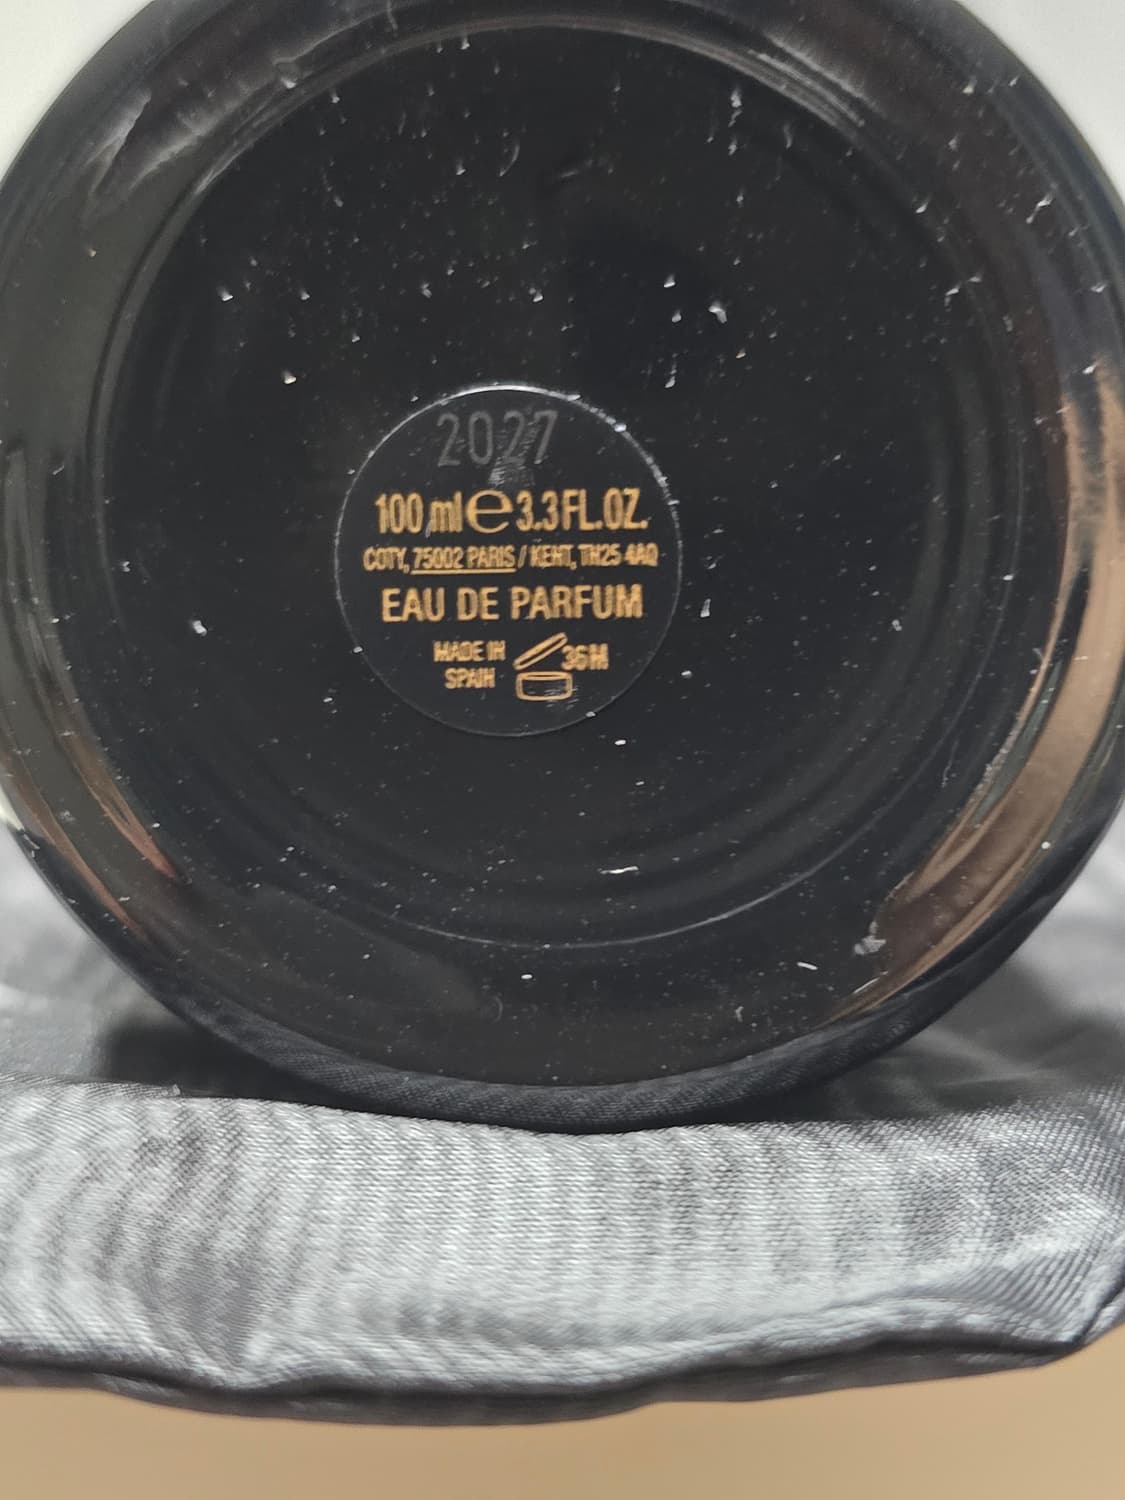 2027
100 ml e 3.3 FL.OZ.
COTY, 75002 PARIS / KENT, TN25 4AQ
EAU DE PARFUM
MADE IN
SPAIN
36M